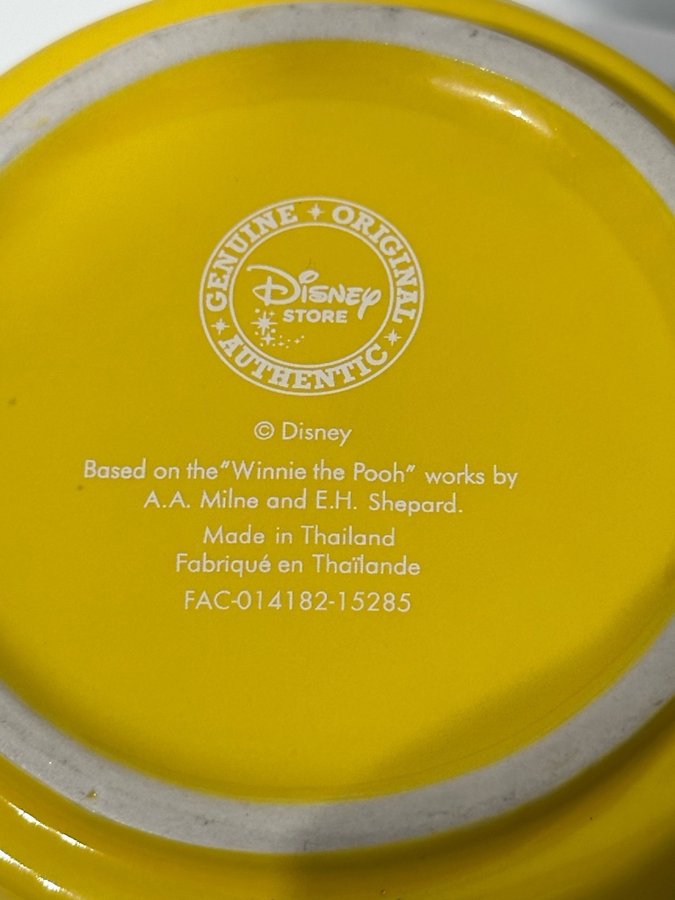 GENUINE ORIGINAL
AUTHENTIC
Disney
STORE
© Disney
Based on the "Winnie the Pooh" works by
A.A. Milne and E.H. Shepard.
Made in Thailand
Fabriqué en Thaïlande
FAC-014182-15285